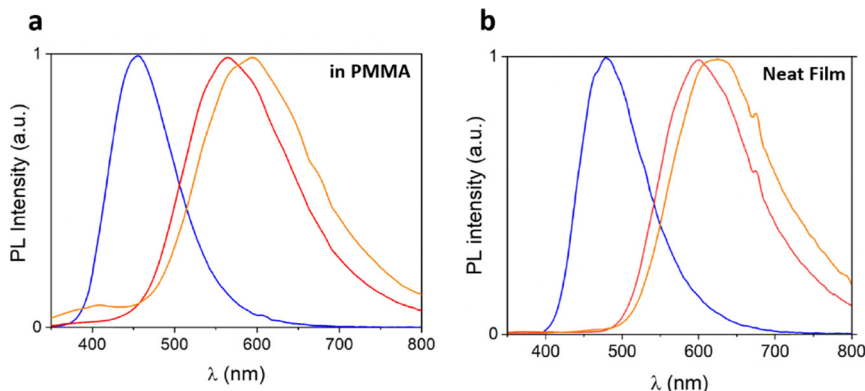 a
in PMMA
1
0
PL Intensity (a.u.)
400 500 600 700 800
λ (nm)
b
Neat Film
1
0
PL intensity (a.u.)
400 500 600 700 800
λ (nm)